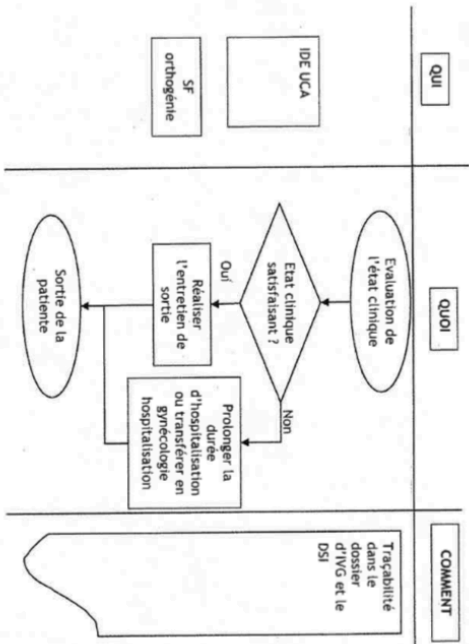 QUI
QUOI
COMMENT
IDE UCA
SF
orthogénie
Evaluation de
l'état clinique
Etat clinique
satisfaisant ?
Oui
Non
Réaliser
l'entretien de
sortie
Prolonger la
durée
d'hospitalisation
ou transférer en
gynécologie
hospitalisation
Sortie de la
patiente
Traçabilité
dans le
dossier
d'IVG et le
DSI